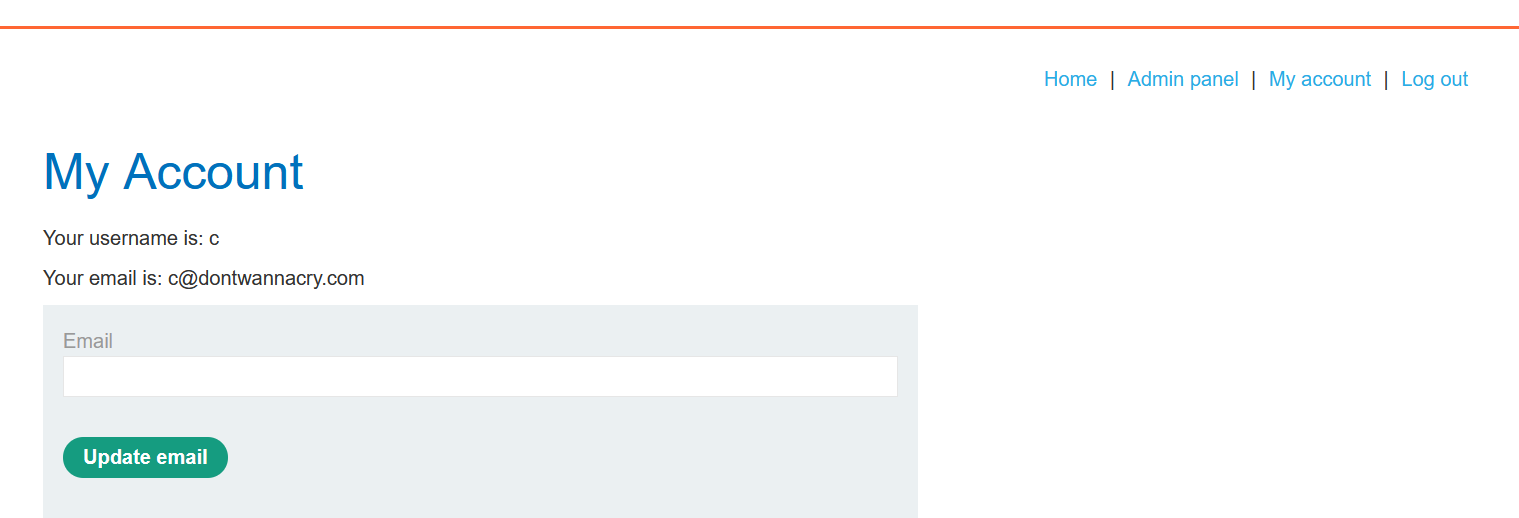 Home | Admin panel | My account | Log out
My Account
Your username is: c
Your email is: c@dontwannacry.com
Email
Update email